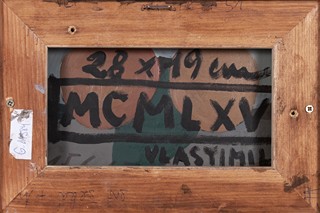 28 x 19 cm
MCMLXV
VLASTIMIL